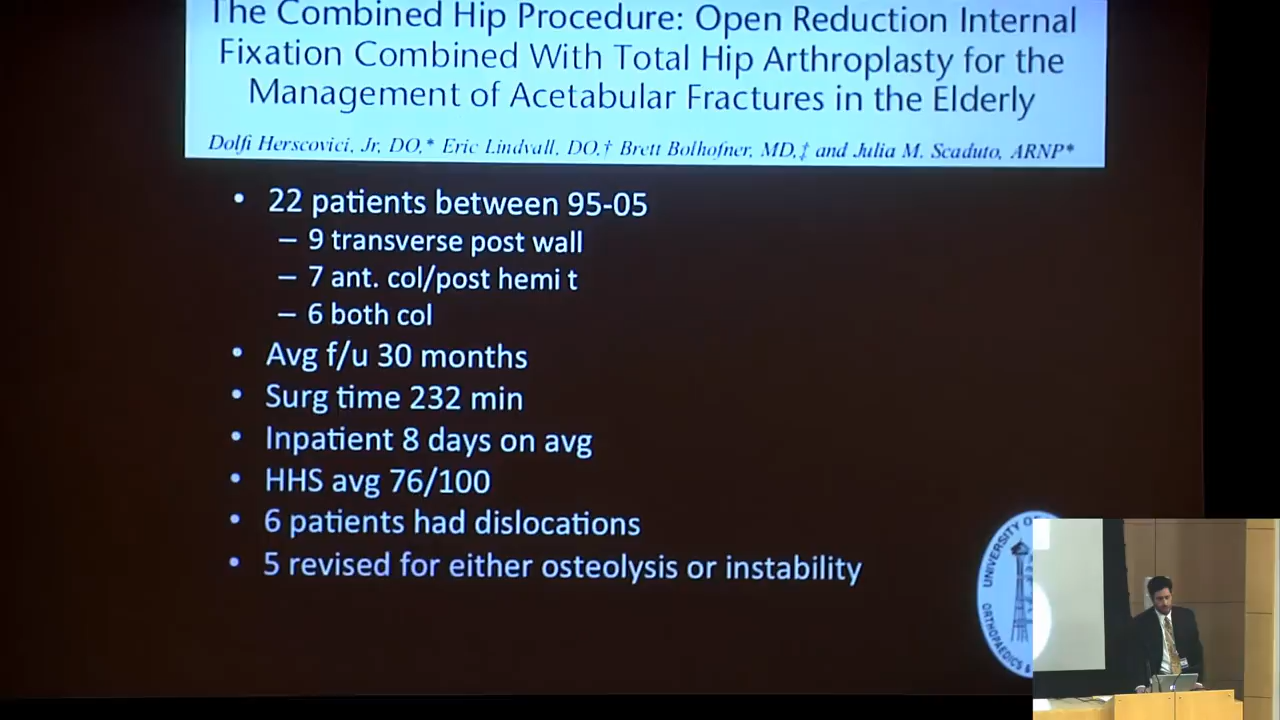 The Combined Hip Procedure: Open Reduction Internal
Fixation Combined With Total Hip Arthroplasty for the
Management of Acetabular Fractures in the Elderly
Dolfi Herscovici, Jr, DO,* Eric Lindvall, DO,† Brett Bolhofner, MD,‡ and Julia M. Scaduto, ARNP*
• 22 patients between 95-05
– 9 transverse post wall
– 7 ant. col/post hemi t
– 6 both col
• Avg f/u 30 months
• Surg time 232 min
• Inpatient 8 days on avg
• HHS avg 76/100
• 6 patients had dislocations
• 5 revised for either osteolysis or instability
UNIVERSITY
ORTHOPAEDICS &